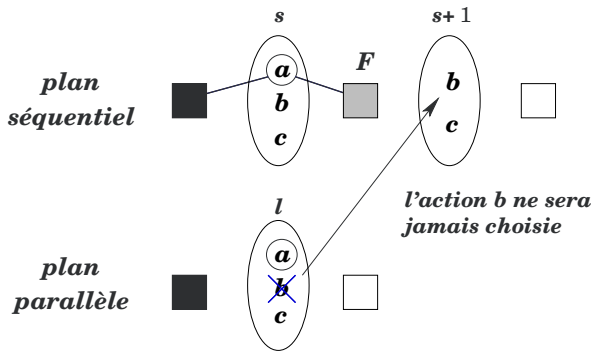 s
s+ 1
a
F
plan
b
b
séquentiel
c
c
l
l'action b ne sera
jamais choisie
a
plan
b
parallèle
c